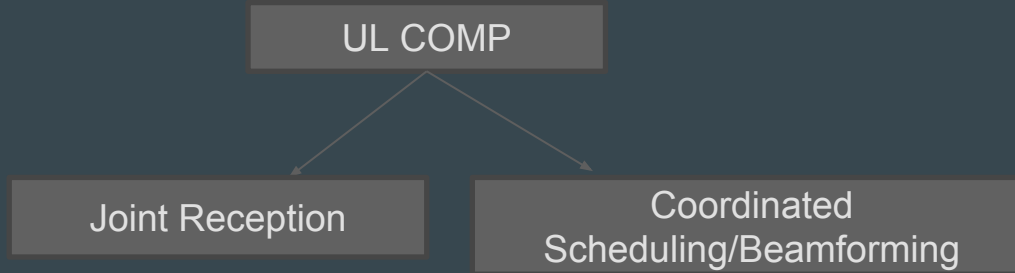 UL COMP
Joint Reception
Coordinated
Scheduling/Beamforming